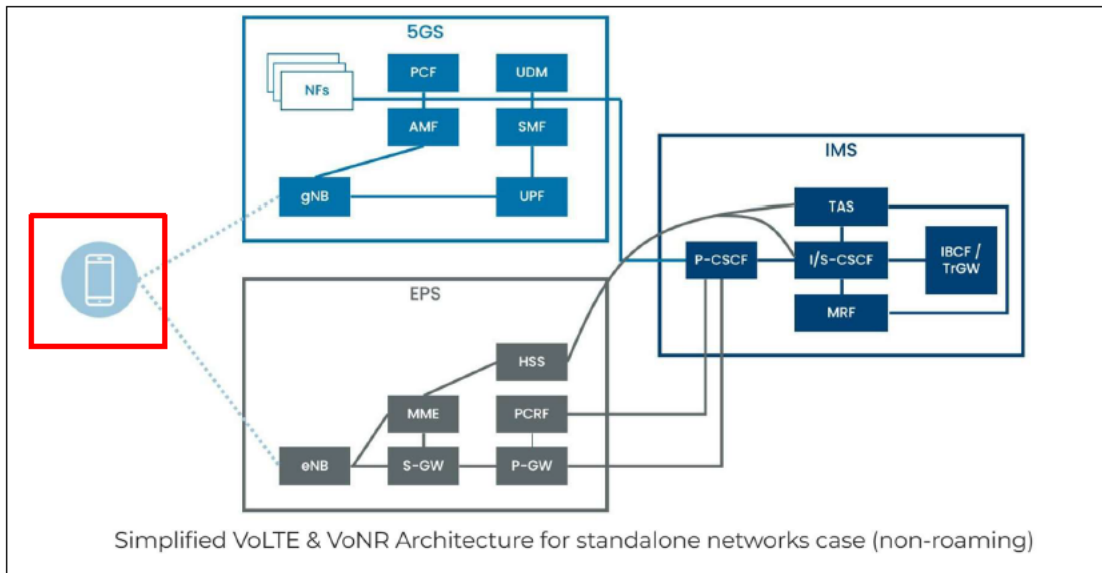 5GS
NFs
PCF
UDM
AMF
SMF
gNB
UPF
IMS
TAS
P-CSCF
I/S-CSCF
IBCF /
TrGW
MRF
EPS
HSS
MME
PCRF
eNB
S-GW
P-GW
Simplified VoLTE & VoNR Architecture for standalone networks case (non-roaming)